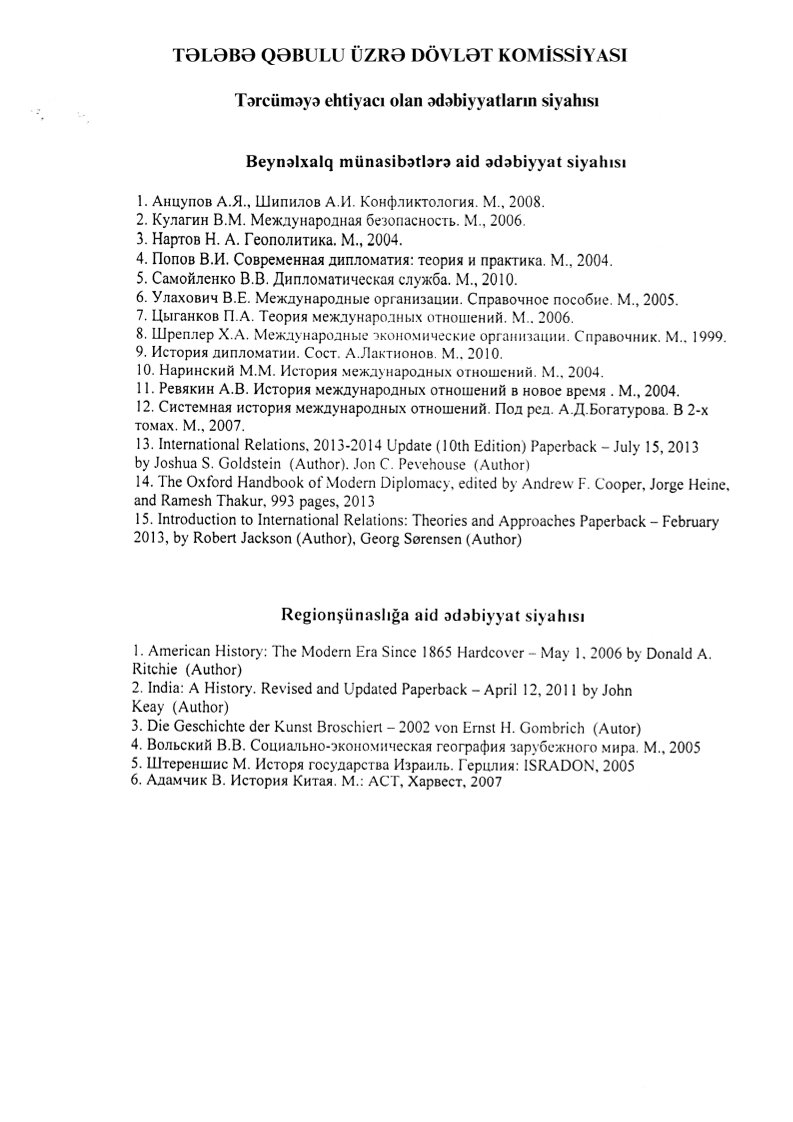 TƏLƏBƏ QƏBULU ÜZRƏ DÖVLƏT KOMİSSİYASI
Tərcüməyə ehtiyacı olan ədəbiyyatların siyahısı
Beynəlxalq münasibətlərə aid ədəbiyyat siyahısı
1. Анцупов А.Я., Шипилов А.И. Конфликтология. М., 2008.
2. Кулагин В.М. Международная безопасность. М., 2006.
3. Нартов Н. А. Геополитика. М., 2004.
4. Попов В.И. Современная дипломатия: теория и практика. М., 2004.
5. Самойленко В.В. Дипломатическая служба. М., 2010.
6. Улахович В.Е. Международные организации. Справочное пособие. М., 2005.
7. Цыганков П.А. Теория международных отношений. М., 2006.
8. Шреплер Х.А. Международные экономические организации. Справочник. М., 1999.
9. История дипломатии. Сост. А.Лактионов. М., 2010.
10. Наринский М.М. История международных отношений. М., 2004.
11. Ревякин А.В. История международных отношений в новое время . М., 2004.
12. Системная история международных отношений. Под ред. А.Д.Богатурова. В 2-х
томах. М., 2007.
13. International Relations, 2013-2014 Update (10th Edition) Paperback – July 15, 2013
by Joshua S. Goldstein (Author), Jon C. Pevehouse (Author)
14. The Oxford Handbook of Modern Diplomacy, edited by Andrew F. Cooper, Jorge Heine,
and Ramesh Thakur, 993 pages, 2013
15. Introduction to International Relations: Theories and Approaches Paperback – February
2013, by Robert Jackson (Author), Georg Sørensen (Author)
Regionşünaslığa aid ədəbiyyat siyahısı
1. American History: The Modern Era Since 1865 Hardcover – May 1, 2006 by Donald A.
Ritchie (Author)
2. India: A History. Revised and Updated Paperback – April 12, 2011 by John
Keay (Author)
3. Die Geschichte der Kunst Broschiert – 2002 von Ernst H. Gombrich (Autor)
4. Вольский В.В. Социально-экономическая география зарубежного мира. М., 2005
5. Штереншис М. Исторя государства Израиль. Герцлия: ISRADON, 2005
6. Адамчик В. История Китая. М.: АСТ, Харвест, 2007